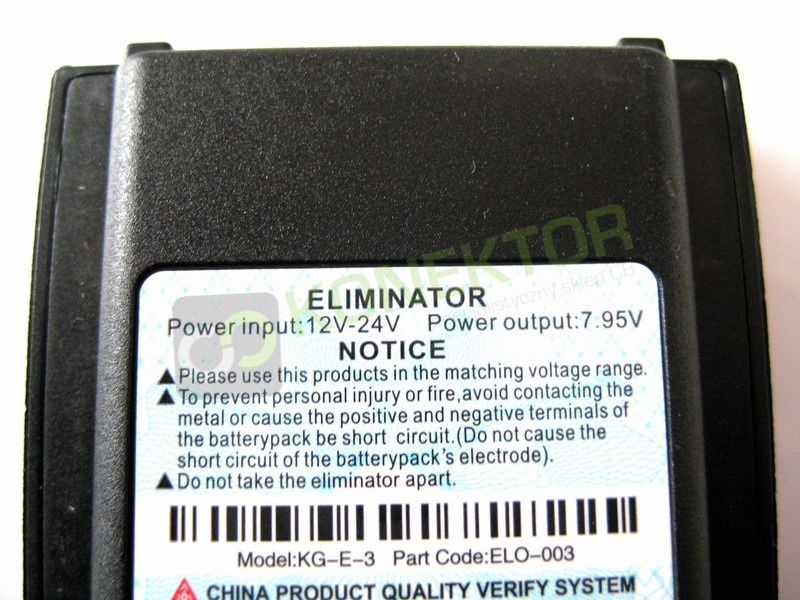 KONEKTOR
sklep CB
ELIMINATOR
Power input:12V-24V Power output:7.95V
NOTICE
▲Please use this products in the matching voltage range.
▲To prevent personal injury or fire,avoid contacting the
metal or cause the positive and negative terminals of
the batterypack be short circuit.(Do not cause the
short circuit of the batterypack's electrode).
▲Do not take the eliminator apart.
Model:KG-E-3 Part Code:ELO-003
CHINA PRODUCT QUALITY VERIFY SYSTEM